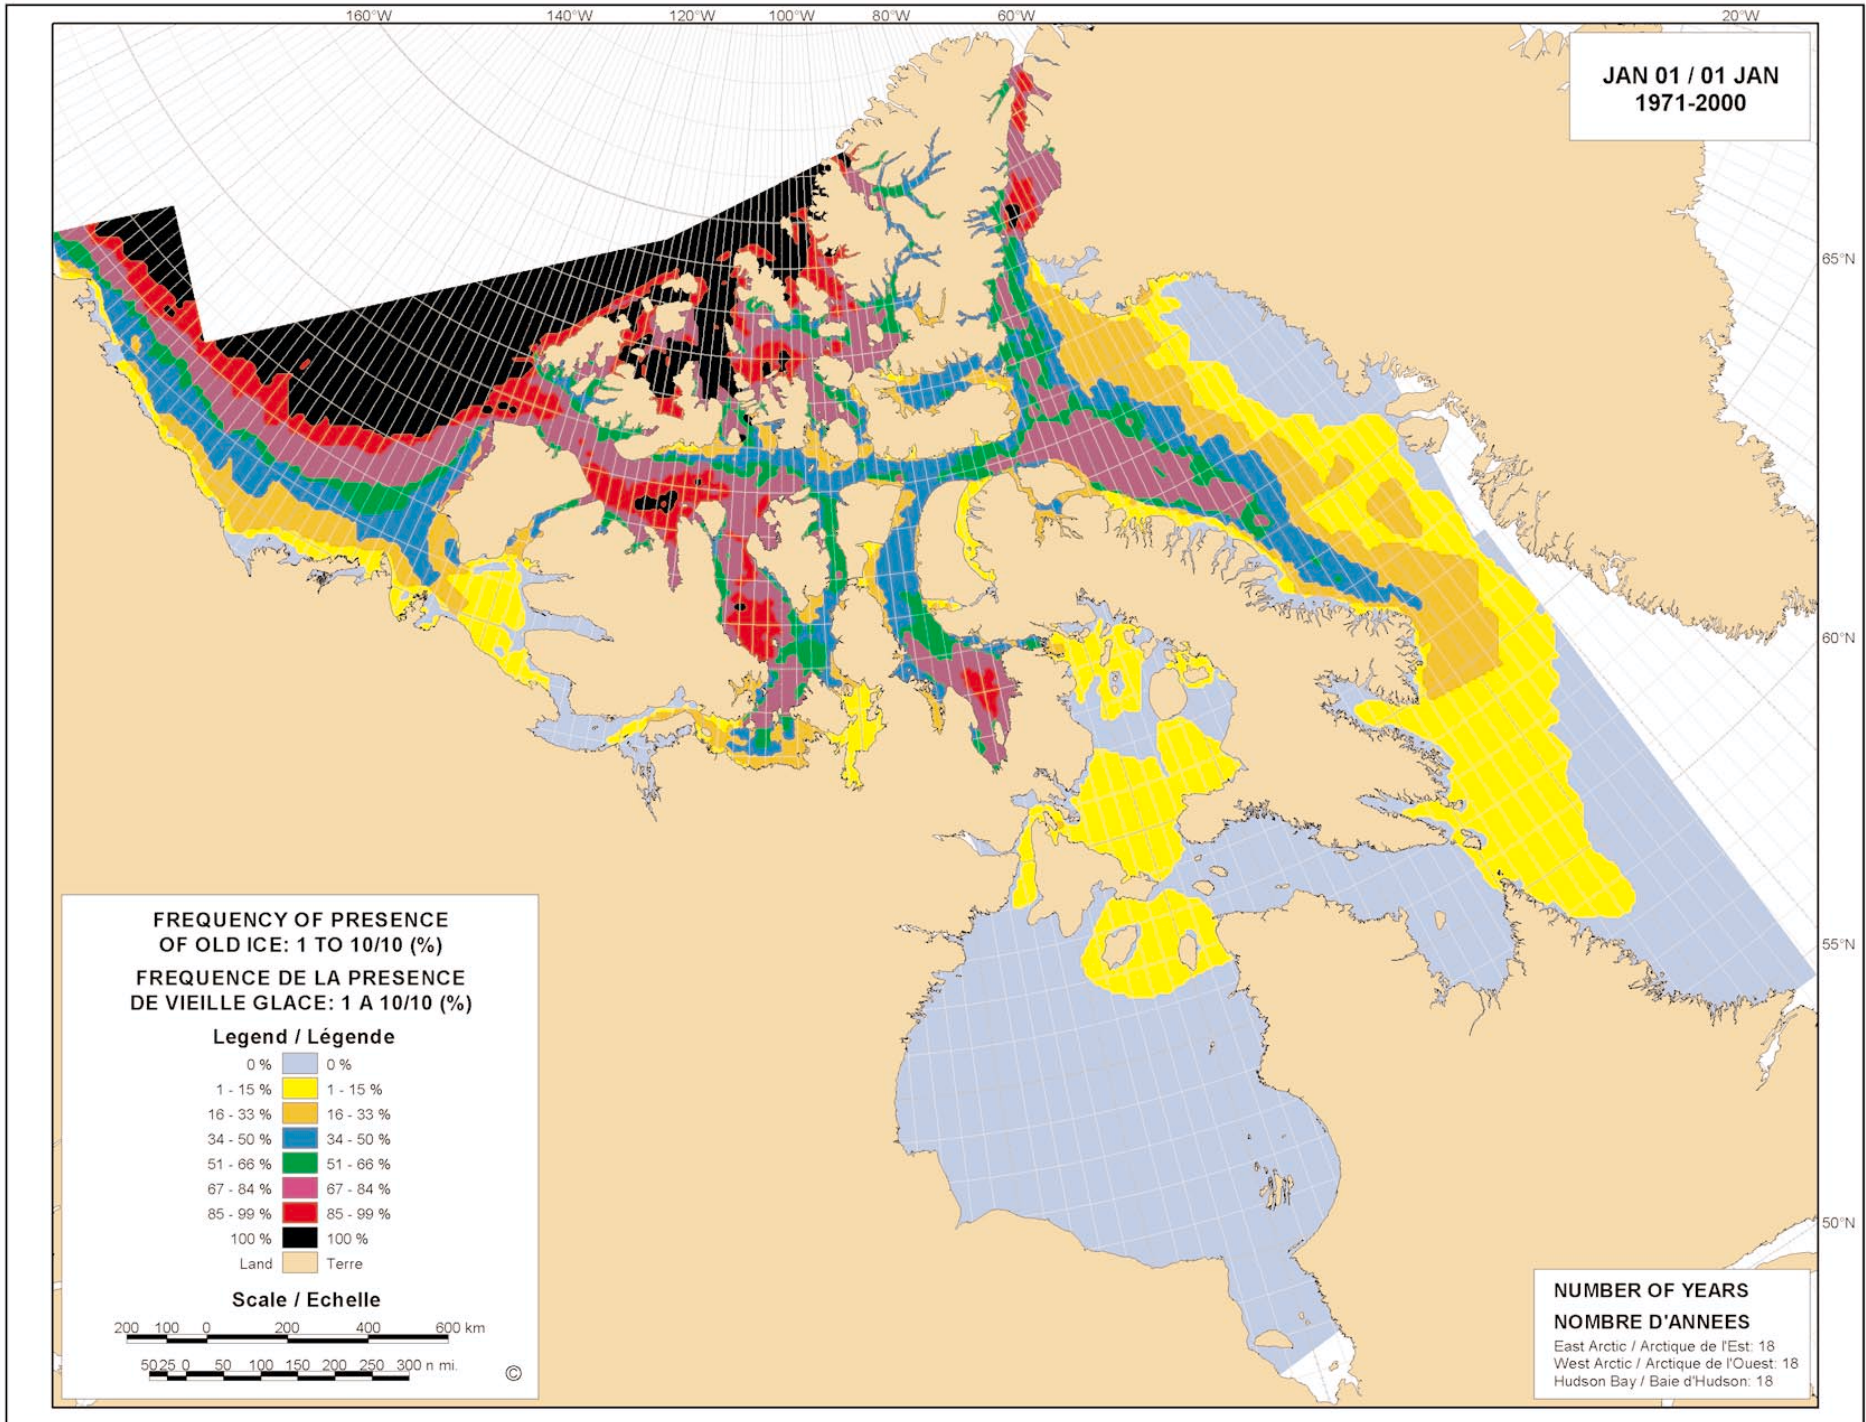 160°W 140°W 120°W 100°W 80°W 60°W 20°W
JAN 01 / 01 JAN
1971-2000
65°N
60°N
55°N
50°N
FREQUENCY OF PRESENCE
OF OLD ICE: 1 TO 10/10 (%)
FREQUENCE DE LA PRESENCE
DE VIEILLE GLACE: 1 A 10/10 (%)
Legend / Légende
0 % 0 %
1 - 15 % 1 - 15 %
16 - 33 % 16 - 33 %
34 - 50 % 34 - 50 %
51 - 66 % 51 - 66 %
67 - 84 % 67 - 84 %
85 - 99 % 85 - 99 %
100 % 100 %
Land Terre
Scale / Echelle
200 100 0 200 400 600 km
50 25 0 50 100 150 200 250 300 n mi.
©
NUMBER OF YEARS
NOMBRE D'ANNEES
East Arctic / Arctique de l'Est: 18
West Arctic / Arctique de l'Ouest: 18
Hudson Bay / Baie d'Hudson: 18